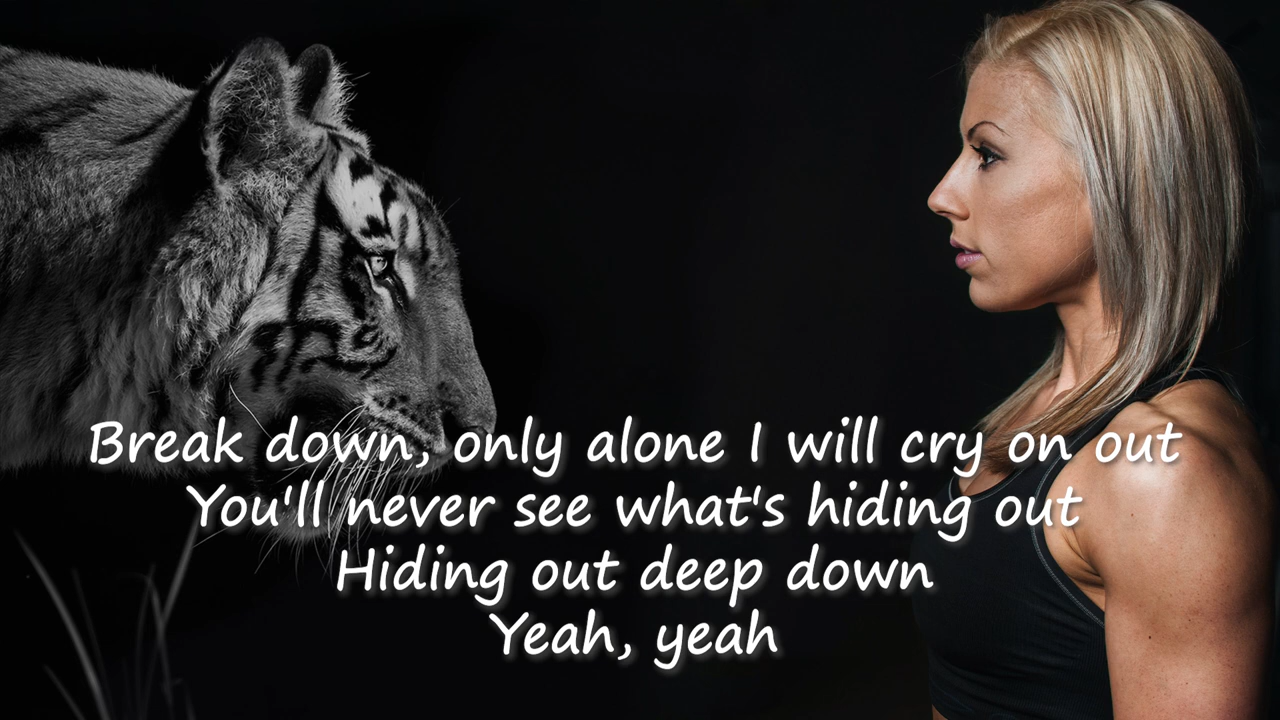 Break down, only alone I will cry on out
You'll never see what's hiding out
Hiding out deep down
Yeah, yeah